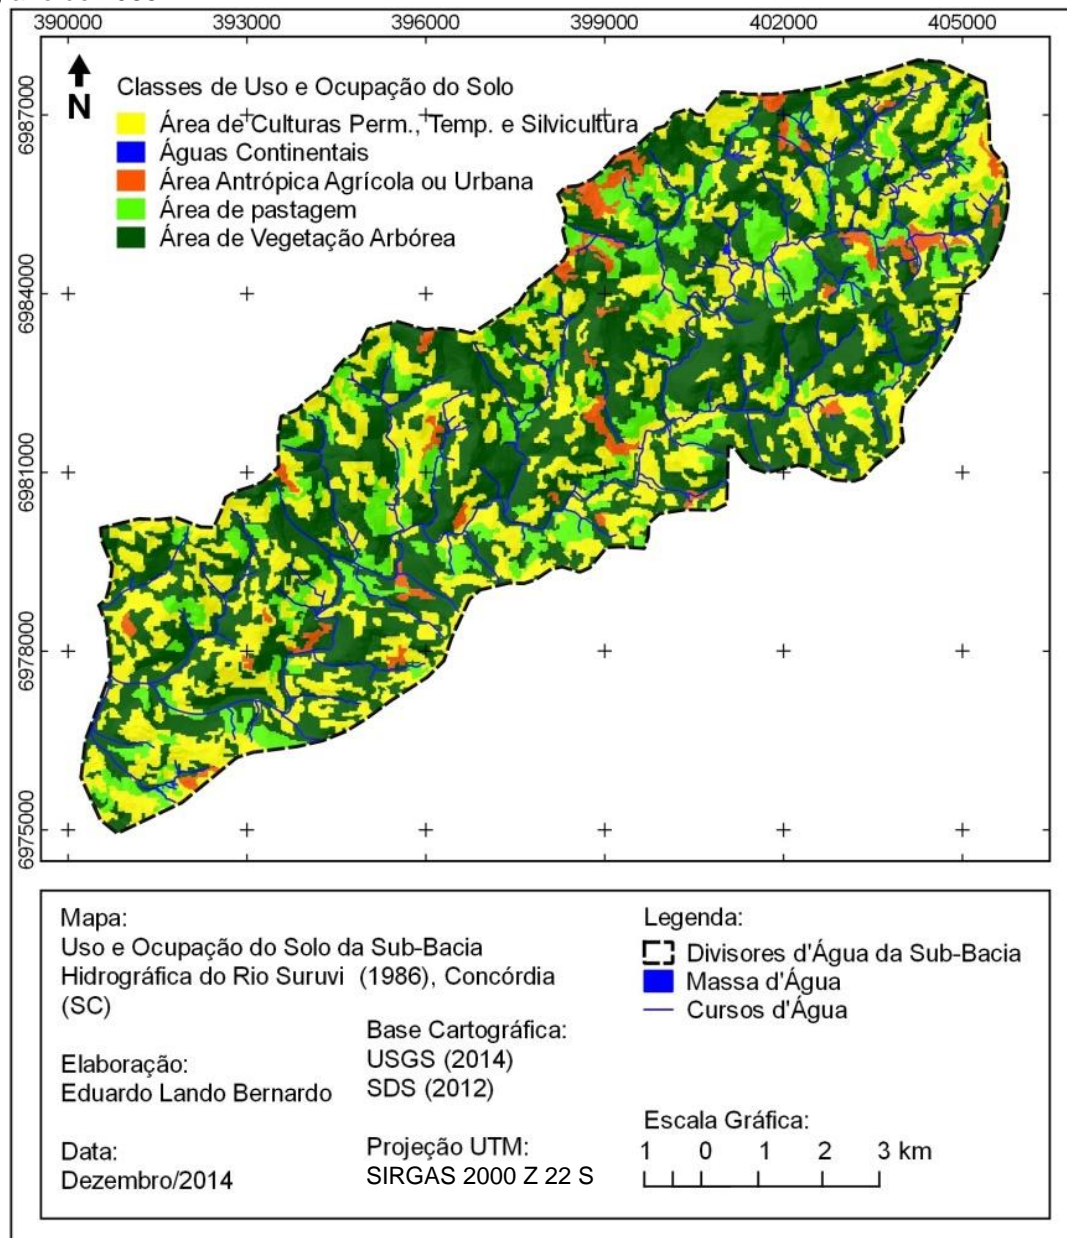 390000 393000 396000 399000 402000 405000
6987000
6984000
6981000
6978000
6975000
N
Classes de Uso e Ocupação do Solo
Área de Culturas Perm., Temp. e Silvicultura
Águas Continentais
Área Antrópica Agrícola ou Urbana
Área de pastagem
Área de Vegetação Arbórea
Mapa:
Uso e Ocupação do Solo da Sub-Bacia
Hidrográfica do Rio Suruvi (1986), Concórdia
(SC)
Elaboração:
Eduardo Lando Bernardo
Data:
Dezembro/2014
Base Cartográfica:
USGS (2014)
SDS (2012)
Projeção UTM:
SIRGAS 2000 Z 22 S
Legenda:
Divisores d'Água da Sub-Bacia
Massa d'Água
Cursos d'Água
Escala Gráfica:
1 0 1 2 3 km